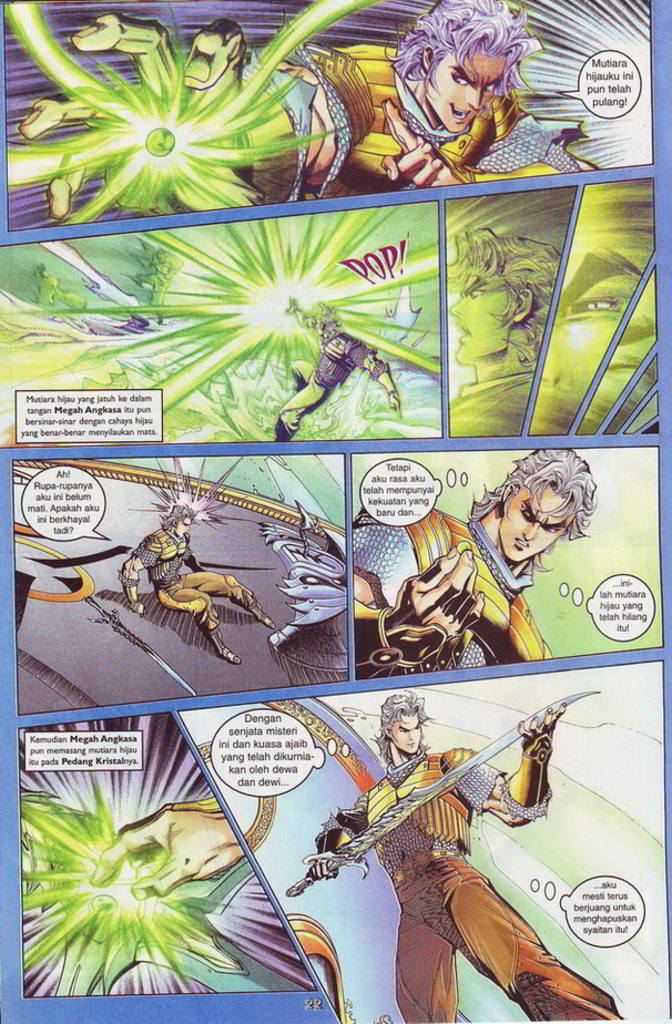 Mutiara
hijauku ini
pun telah
pulang!
POP!
Mutiara hijau yang jatuh ke dalam
tangan Megah Angkasa itu pun
bersinar-sinar dengan cahaya hijau
yang benar-benar menyilaukan mata.
Ah!
Rupa-rupanya
aku ini belum
mati. Apakah aku
ini berkhayal
tadi?
Tetapi
aku rasa aku
telah mempunyai
kekuatan yang
baru dan...
...ini-
lah mutiara
hijau yang
telah hilang
itu!
Kemudian Megah Angkasa
pun memasang mutiara hijau
itu pada Pedang Kristalnya.
Dengan
senjata misteri
ini dan kuasa ajaib
yang telah dikurnia-
kan oleh dewa
dan dewi...
...aku
mesti terus
berjuang untuk
menghapuskan
syaitan itu!
22